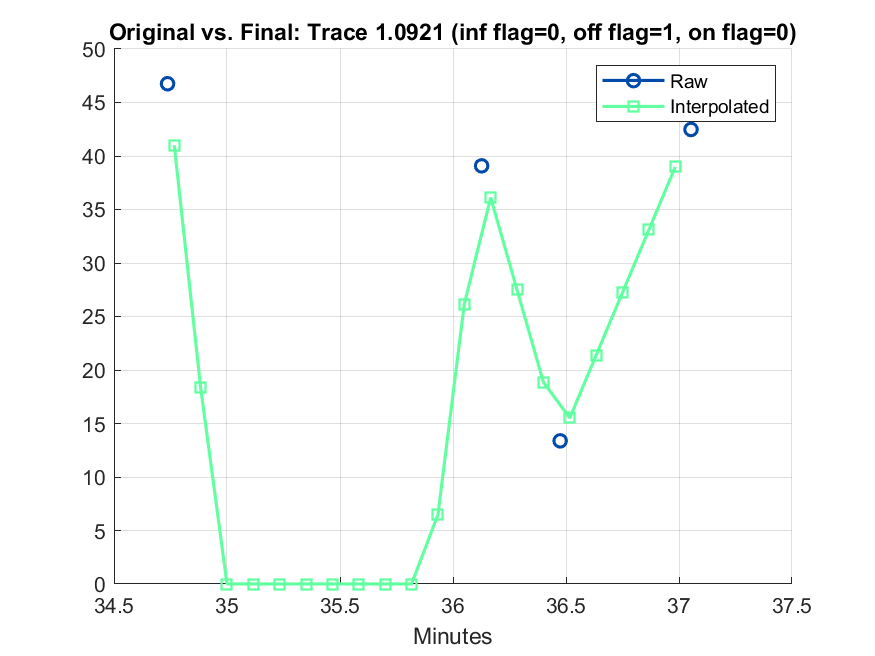 Original vs. Final: Trace 1.0921 (inf flag=0, off flag=1, on flag=0)
50
45
40
35
30
25
20
15
10
5
0
Raw
Interpolated
34.5 35 35.5 36 36.5 37 37.5
Minutes